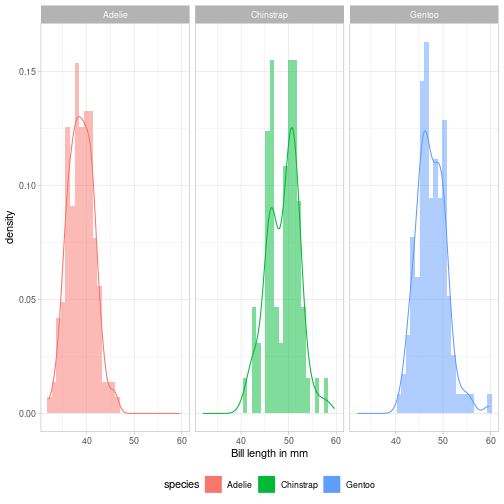 Adelie Chinstrap Gentoo
density
0.15
0.10
0.05
0.00
40 50 60 40 50 60 40 50 60
Bill length in mm
species Adelie Chinstrap Gentoo